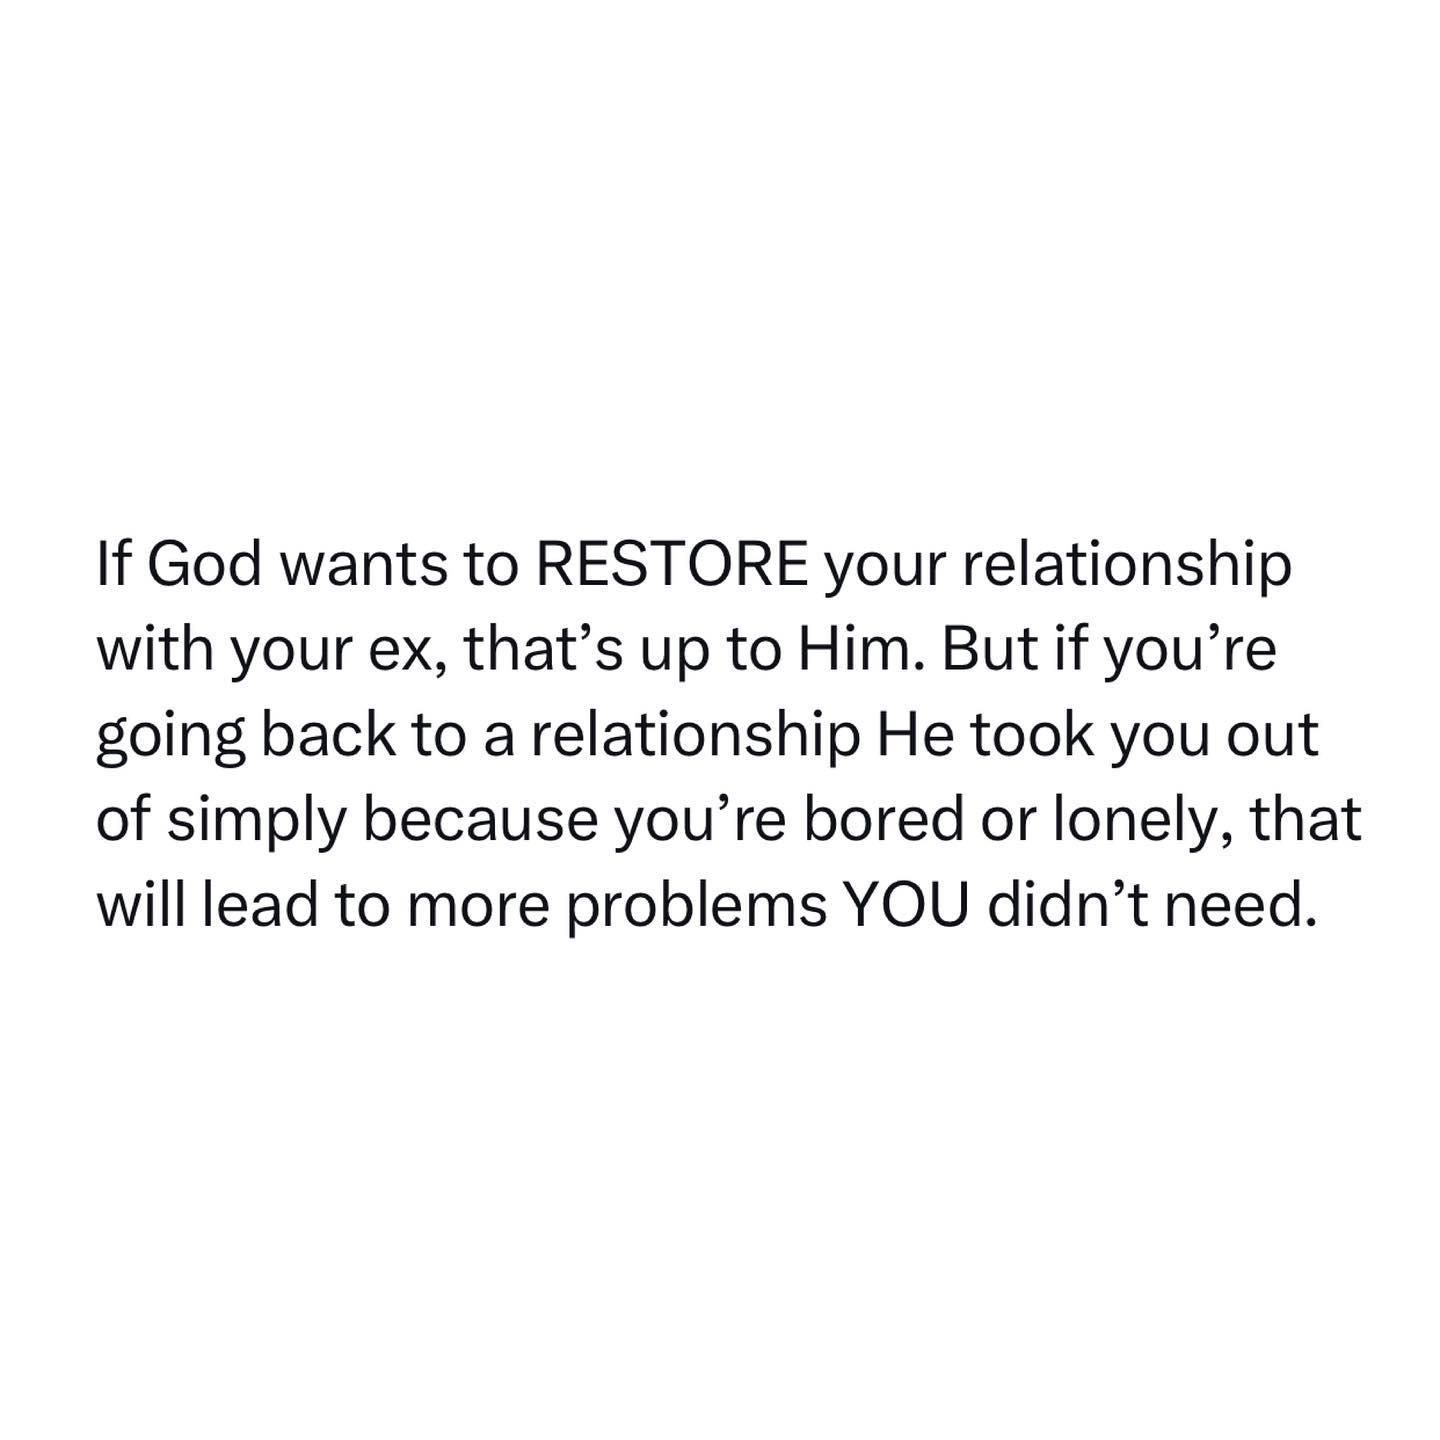 If God wants to RESTORE your relationship
with your ex, that’s up to Him. But if you’re
going back to a relationship He took you out
of simply because you’re bored or lonely, that
will lead to more problems YOU didn’t need.